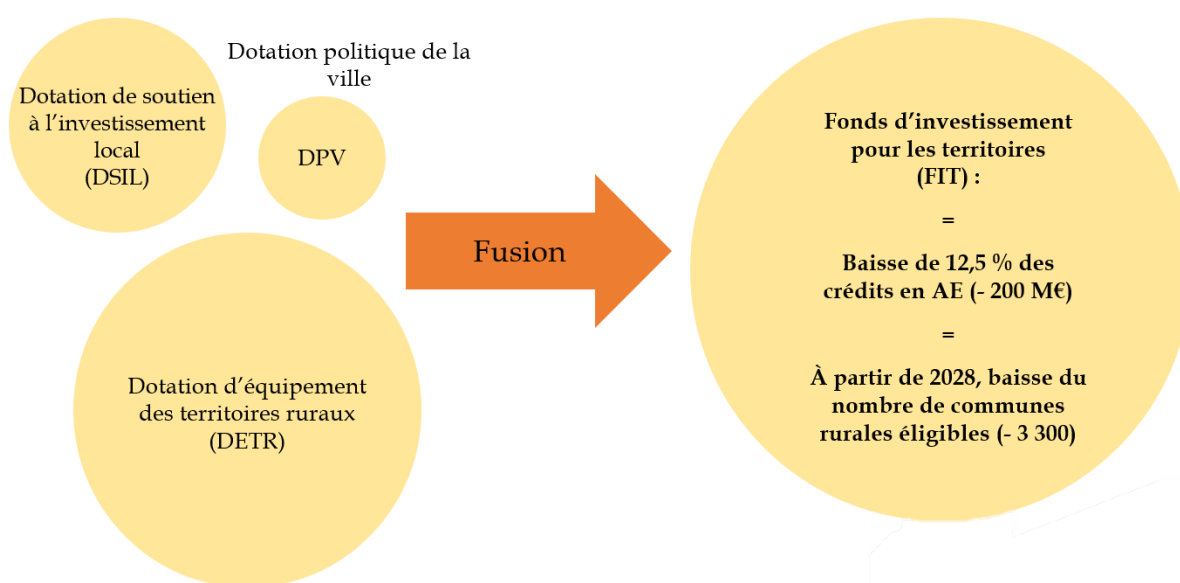 Dotation de soutien
à l’investissement
local
(DSIL)
Dotation politique de la
ville
DPV
Dotation d’équipement
des territoires ruraux
(DETR)
Fusion
Fonds d’investissement
pour les territoires
(FIT) :
=
Baisse de 12,5 % des
crédits en AE (- 200 M€)
=
À partir de 2028, baisse du
nombre de communes
rurales éligibles (- 3 300)